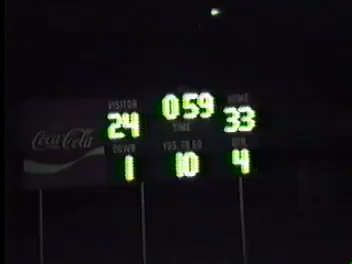 VISITOR 0:59 HOME
24 TIME 33
Coca-Cola
DOWN YDS. TO GO QTR
1 10 4